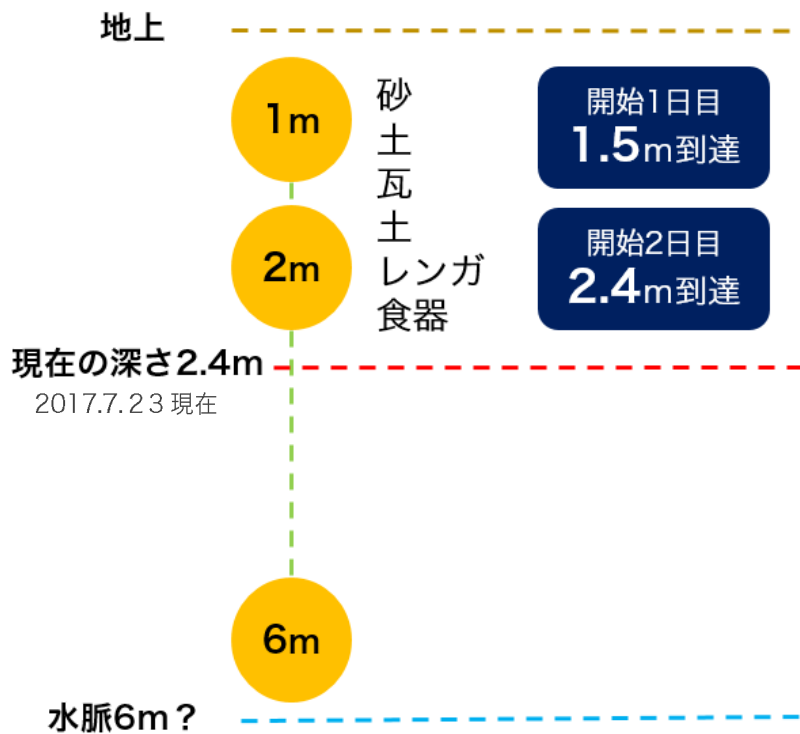 地上
1m
砂
土
瓦
土
レンガ
食器
開始1日目
1.5m到達
2m
開始2日目
2.4m到達
現在の深さ2.4m
2017.7.２３現在
6m
水脈6m？